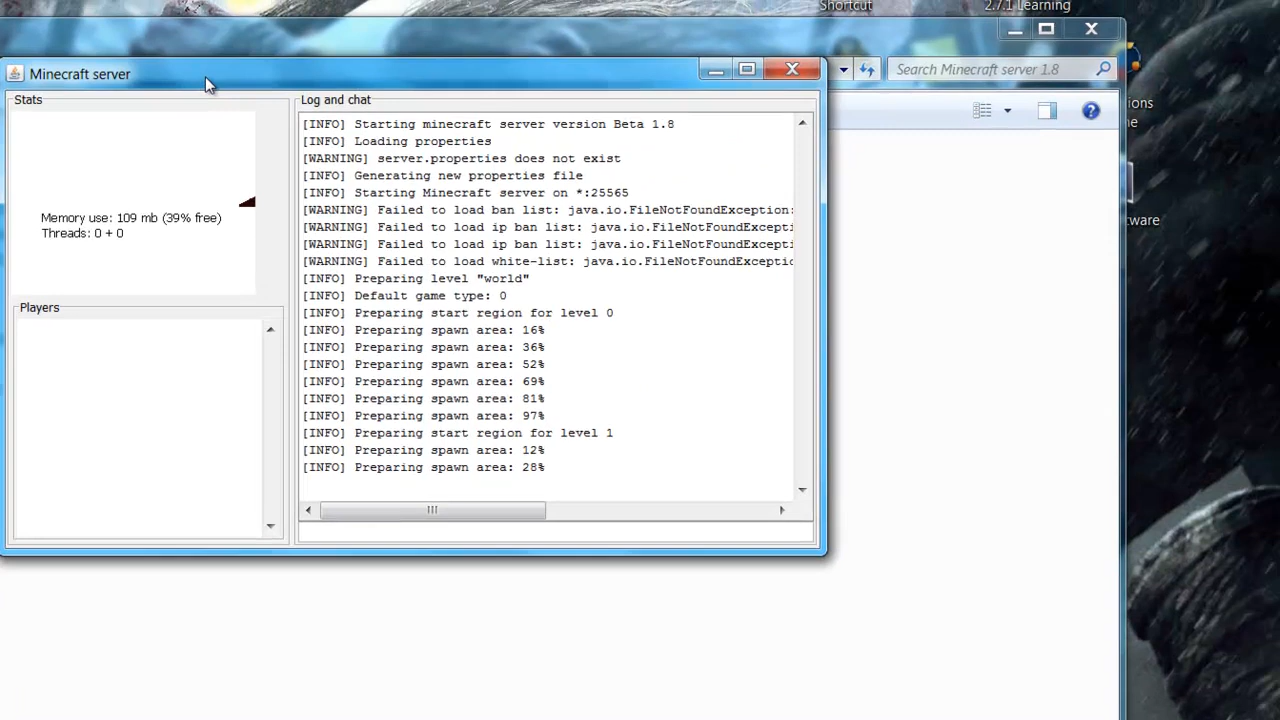 Shortcut
2.7.1 Learning
Search Minecraft server 1.8
Minecraft server
Stats
Memory use: 109 mb (39% free)
Threads: 0 + 0
Players
Log and chat
[INFO] Starting minecraft server version Beta 1.8
[INFO] Loading properties
[WARNING] server.properties does not exist
[INFO] Generating new properties file
[INFO] Starting Minecraft server on *:25565
[WARNING] Failed to load ban list: java.io.FileNotFoundException:
[WARNING] Failed to load ip ban list: java.io.FileNotFoundExcepti
[WARNING] Failed to load ip ban list: java.io.FileNotFoundExcepti
[WARNING] Failed to load white-list: java.io.FileNotFoundExceptio
[INFO] Preparing level "world"
[INFO] Default game type: 0
[INFO] Preparing start region for level 0
[INFO] Preparing spawn area: 16%
[INFO] Preparing spawn area: 36%
[INFO] Preparing spawn area: 52%
[INFO] Preparing spawn area: 69%
[INFO] Preparing spawn area: 81%
[INFO] Preparing spawn area: 97%
[INFO] Preparing start region for level 1
[INFO] Preparing spawn area: 12%
[INFO] Preparing spawn area: 28%
ions
ne
tware